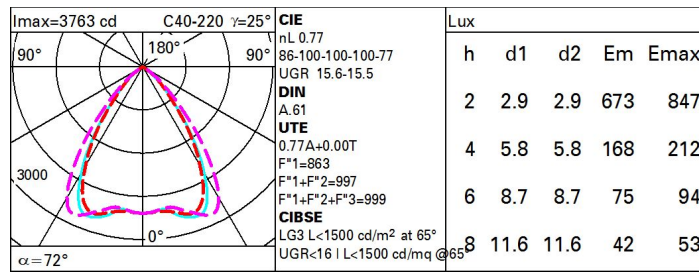 Imax=3763 cd C40-220 γ=25°
90° 180° 90°
3000
0°
α=72°
CIE
nL 0.77
86-100-100-100-77
UGR 15.6-15.5
DIN
A.61
UTE
0.77A+0.00T
F"1=863
F"1+F"2=997
F"1+F"2+F"3=999
CIBSE
LG3 L<1500 cd/m² at 65°
UGR<16 | L<1500 cd/mq @65°
Lux
h d1 d2 Em Emax
2 2.9 2.9 673 847
4 5.8 5.8 168 212
6 8.7 8.7 75 94
8 11.6 11.6 42 53